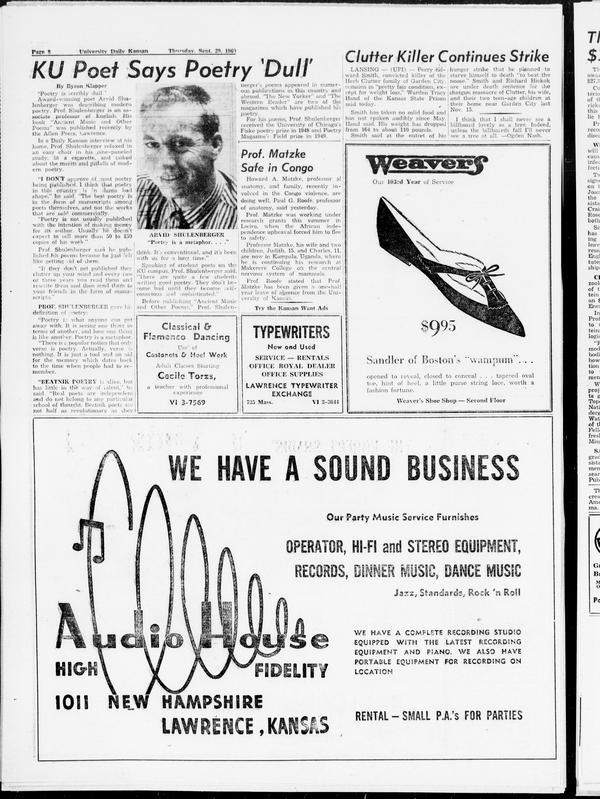 Page 8 University Daily Kansan Thursday, Sept. 29, 1960
KU Poet Says Poetry 'Dull'
By Byron Klapper
"Poetry is terribly dull."
Award-winning poet Arvid Shulenberger was describing modern
In a Daily Kansan interview at his
home, Prof. Shulenberger relaxed in
an easy chair in his pine-paneled
study, lit a cigarette, and talked
about the merits and pitfalls of modern poetry.
"I DON'T approve of most poetry
being published. I think that poetry
in this country is in damn bad
shape," he said. "The best poetry is
in the form of manuscripts among
poets themselves, and not the works
that are sold commercially.
"Poetry is not usually published
with the intention of making money
for its author. Usually he doesn't
expect to sell more than 50 to 150
copies of his work."
Prof. Shulenberger said he published his poems because he just felt
like getting rid of them.
"If they don't get published they
clutter up your mind and every two
or three years you read them and
rewrite them and then send them to
your friends in the form of manuscripts."
PROF. SHULENBERGER gave his
definition of poetry:
"Poetry is what anyone can get
away with. It is seeing one thing in
terms of another, and how one thing
is like another. Poetry is a metaphor.
"There is a popular notion that only
verse is poetry. Actually, verse is
nothing. It is just a tool and an aid
for the memory which dates back
to the time when people had to remember.
"BEATNIK POETRY is alive, but
has little in the way of talent," he
said. "Real poets are independent
and do not belong to any particular
school of thought. Beatnik poets are
not half as revolutionary as they
ARVID SHULENBERGER
"Poetry is a metaphor. . . ."
think. It's conventional, and it's been
with us for a long time."
Speaking of student poets on the
KU campus, Prof. Shulenberger said,
"There are quite a few students
writing good poetry. They don't become bad until they become self-
conscious and sophisticated."
Before publishing "Ancient Music
and Other Poems," Prof. Shulenberger's poems appeared in numerous publications in this country and
abroad. "The New Yorker" and "The
Western Reader" are two of the
magazines which have published his
poetry.
For his poems, Prof. Shulenberger
received the University of Chicago's
Fiske poetry prize in 1948 and Poetry
Magazine's Field prize in 1949.
Prof. Matzke
Safe in Congo
Howard A. Matzke, professor of
anatomy, and family, recently involved in the Congo violence, are
doing well, Paul G. Roofe, professor
of anatomy, said yesterday.
Prof. Matzke was working under
research grants this summer in
Lwiro, when the African independence upheaval forced him to flee
to safety.
Professor Matzke, his wife and two
children, Judith, 15, and Charles, 11,
are now in Kampala, Uganda, where
he is continuing his research at
Makerere College on the central
nervous system of mammals.
Prof. Roofe stated that Prof.
Matzke has been given a one-half
year leave of absence from the University of Kansas.
Try the Kansan Want Ads
Clutter Killer Continues Strike
LANSING — (UPI) — Perry Edward Smith, convicted killer of the
Herb Clutter family of Garden City,
remains in "pretty fair condition, except for weight loss," Warden Tracy
Hand of the Kansas State Prison
said today.
Smith has taken no solid food and
has not spoken audibly since May
Hand said. His weight has dropped
from 164 to about 110 pounds.
Smith said at the outset of his
hunger strike that he planned to
starve himself to death "to beat the
noose." Smith and Richard Hickok
are under death sentence for the
shotgun massacre of Clutter, his wife,
and their two teen-age children at
their home near Garden City last
Nov. 15.
I think that I shall never see a
billboard lovely as a tree. Indeed,
unless the billboards fall I'll never
see a tree at all. —Ogden Nash.
Weavers
Our 103rd Year of Service
$9.95
Sandler of Boston's "wampum". . .
opened to reveal, closed to conceal . . . tapered oval
toe, hint of heel, a little purse string lace, worth a
fashion fortune.
Weaver's Shoe Shop — Second Floor
Classical &
Flamenco Dancing
Use of
Castanets & Heel Work
Adult Classes Starting
Cecile Torzs,
a teacher with professional
experience
VI 3-7569
TYPEWRITERS
New and Used
SERVICE — RENTALS
OFFICE ROYAL DEALER
OFFICE SUPPLIES
LAWRENCE TYPEWRITER
EXCHANGE
735 Mass. VI 3-3644
WE HAVE A SOUND BUSINESS
Our Party Music Service Furnishes
OPERATOR, HI-FI and STEREO EQUIPMENT,
RECORDS, DINNER MUSIC, DANCE MUSIC
Jazz, Standards, Rock 'n Roll
Audio House
HIGH FIDELITY
1011 NEW HAMPSHIRE
LAWRENCE, KANSAS
WE HAVE A COMPLETE RECORDING STUDIO
EQUIPPED WITH THE LATEST RECORDING
EQUIPMENT AND PIANO. WE ALSO HAVE
PORTABLE EQUIPMENT FOR RECORDING ON
LOCATION
RENTAL — SMALL P.A.'s FOR PARTIES